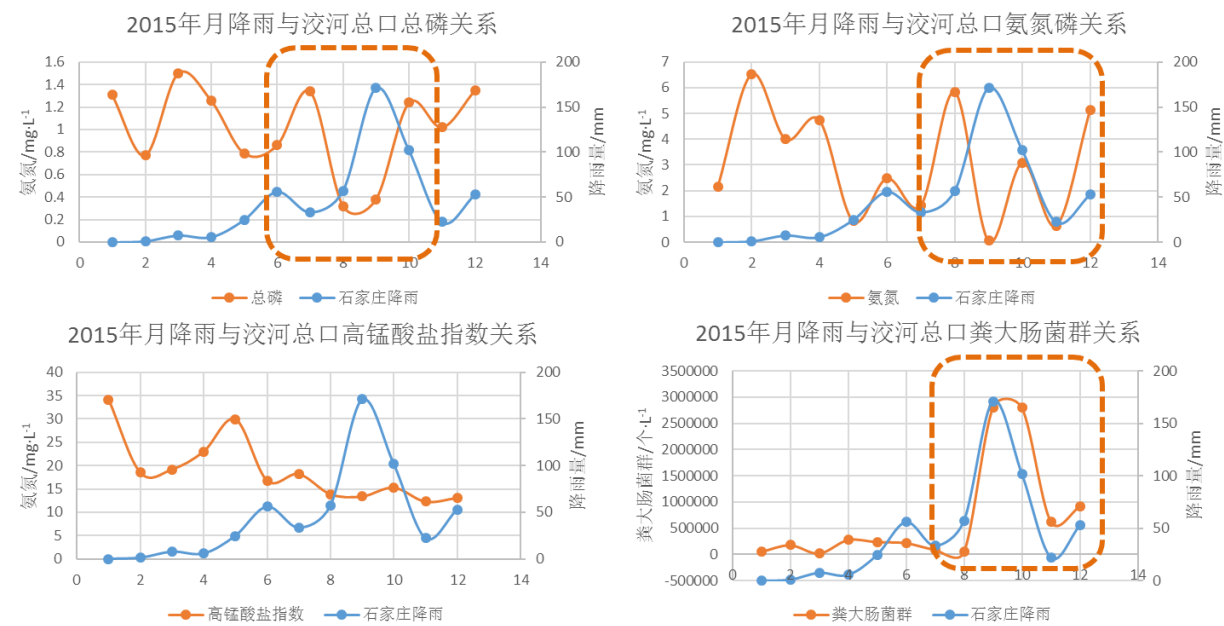 2015年月降雨与洨河总口总磷关系
1.6
1.4
1.2
1
0.8
0.6
0.4
0.2
0
200
150
100
50
0
0 2 4 6 8 10 12 14
氨氮/mg·L-1
降雨量/mm
总磷 石家庄降雨
2015年月降雨与洨河总口氨氮磷关系
7
6
5
4
3
2
1
0
200
150
100
50
0
0 2 4 6 8 10 12 14
氨氮/mg·L-1
降雨量/mm
氨氮 石家庄降雨
2015年月降雨与洨河总口高锰酸盐指数关系
40
35
30
25
20
15
10
5
0
200
150
100
50
0
0 2 4 6 8 10 12 14
氨氮/mg·L-1
降雨量/mm
高锰酸盐指数 石家庄降雨
2015年月降雨与洨河总口粪大肠菌群关系
3500000
3000000
2500000
2000000
1500000
1000000
500000
0
-500000
200
150
100
50
0
0 2 4 6 8 10 12 14
粪大肠菌群/个·L-1
降雨量/mm
粪大肠菌群 石家庄降雨